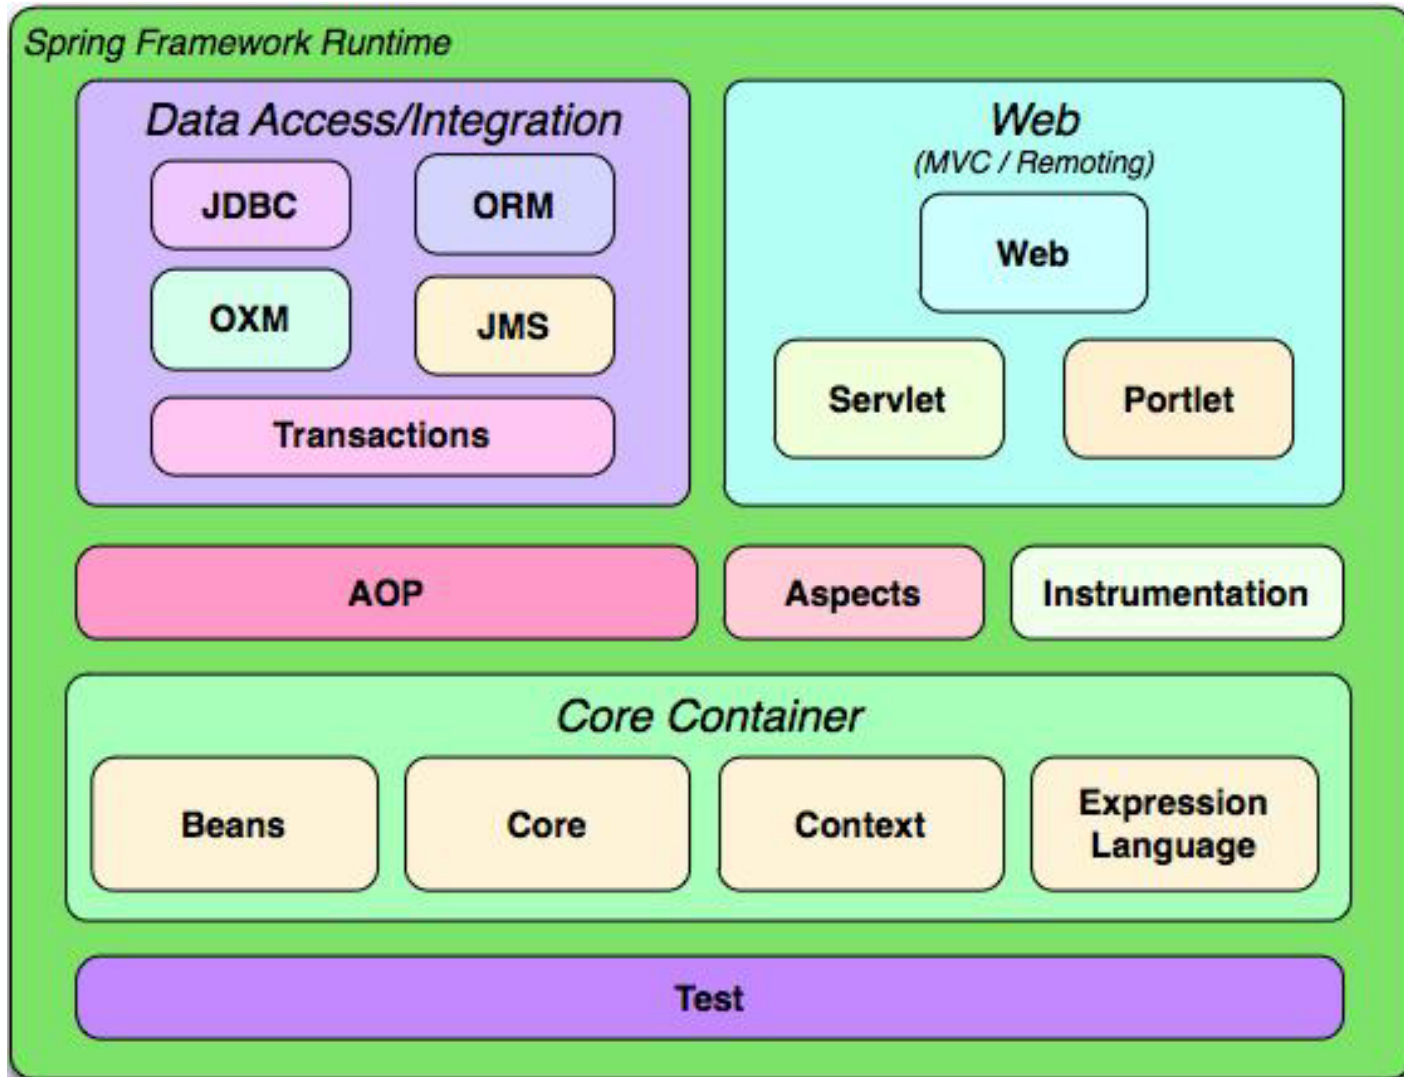 Spring Framework Runtime
Data Access/Integration
JDBC
ORM
OXM
JMS
Transactions
Web
(MVC / Remoting)
Web
Servlet
Portlet
AOP
Aspects
Instrumentation
Core Container
Beans
Core
Context
Expression
Language
Test